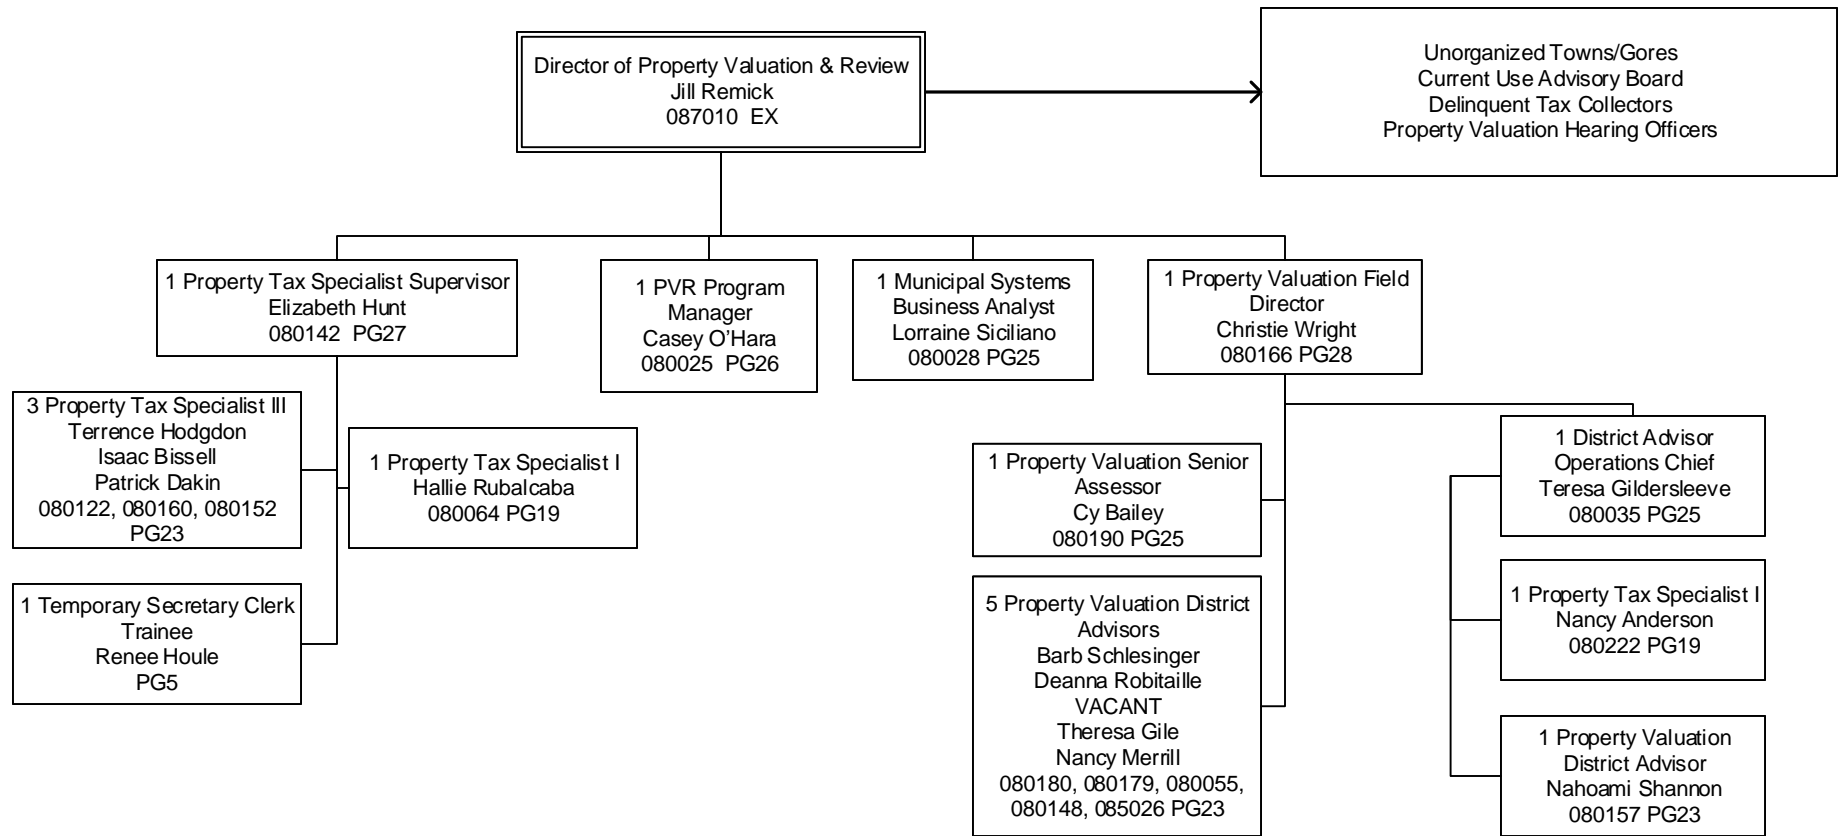 Director of Property Valuation & Review
Jill Remick
087010 EX
Unorganized Towns/Gores
Current Use Advisory Board
Delinquent Tax Collectors
Property Valuation Hearing Officers
1 Property Tax Specialist Supervisor
Elizabeth Hunt
080142 PG27
1 PVR Program
Manager
Casey O'Hara
080025 PG26
1 Municipal Systems
Business Analyst
Lorraine Siciliano
080028 PG25
1 Property Valuation Field
Director
Christie Wright
080166 PG28
3 Property Tax Specialist III
Terrence Hodgdon
Isaac Bissell
Patrick Dakin
080122, 080160, 080152
PG23
1 Property Tax Specialist I
Hallie Rubalcaba
080064 PG19
1 Temporary Secretary Clerk
Trainee
Renee Houle
PG5
1 Property Valuation Senior
Assessor
Cy Bailey
080190 PG25
5 Property Valuation District
Advisors
Barb Schlesinger
Deanna Robitaille
VACANT
Theresa Gile
Nancy Merrill
080180, 080179, 080055,
080148, 085026 PG23
1 District Advisor
Operations Chief
Teresa Gildersleeve
080035 PG25
1 Property Tax Specialist I
Nancy Anderson
080222 PG19
1 Property Valuation
District Advisor
Nahoami Shannon
080157 PG23